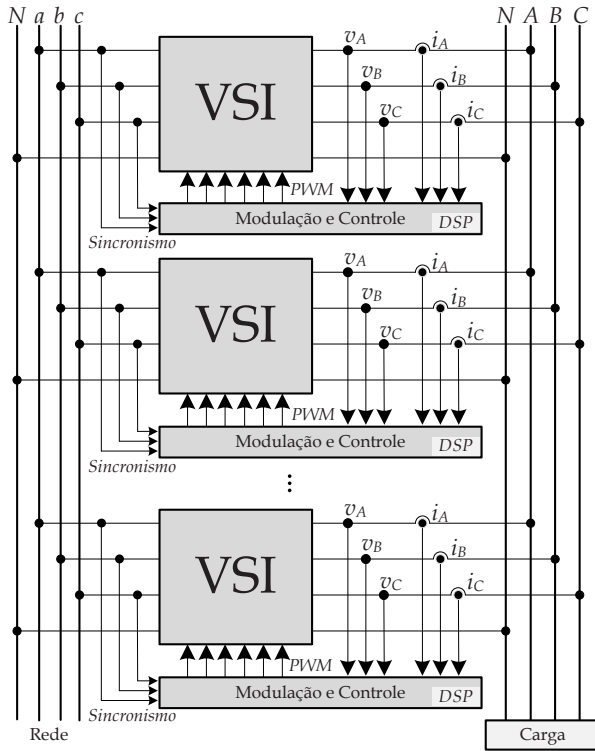 N a b c N A B C
v_A i_A
v_B i_B
v_C i_C
VSI
PWM
Modulação e Controle DSP
Sincronismo
v_A i_A
v_B i_B
v_C i_C
VSI
PWM
Modulação e Controle DSP
Sincronismo
⋮
v_A i_A
v_B i_B
v_C i_C
VSI
PWM
Modulação e Controle DSP
Sincronismo
Rede Carga